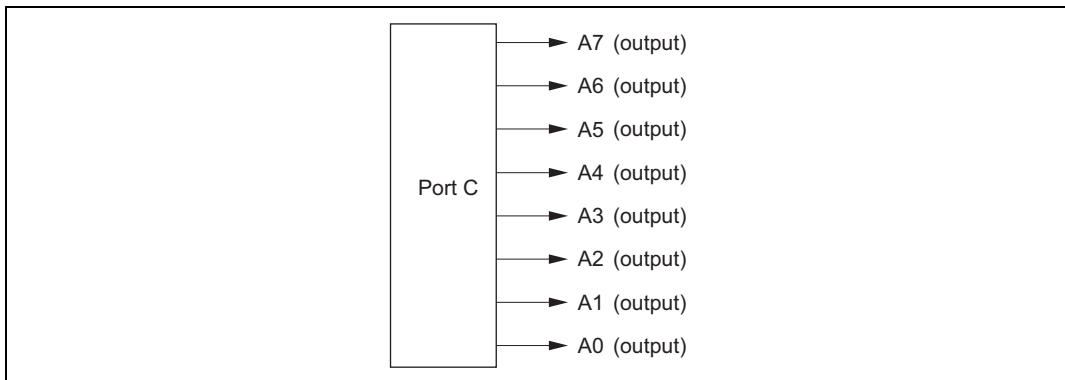 A7 (output)
A6 (output)
A5 (output)
A4 (output)
Port C
A3 (output)
A2 (output)
A1 (output)
A0 (output)